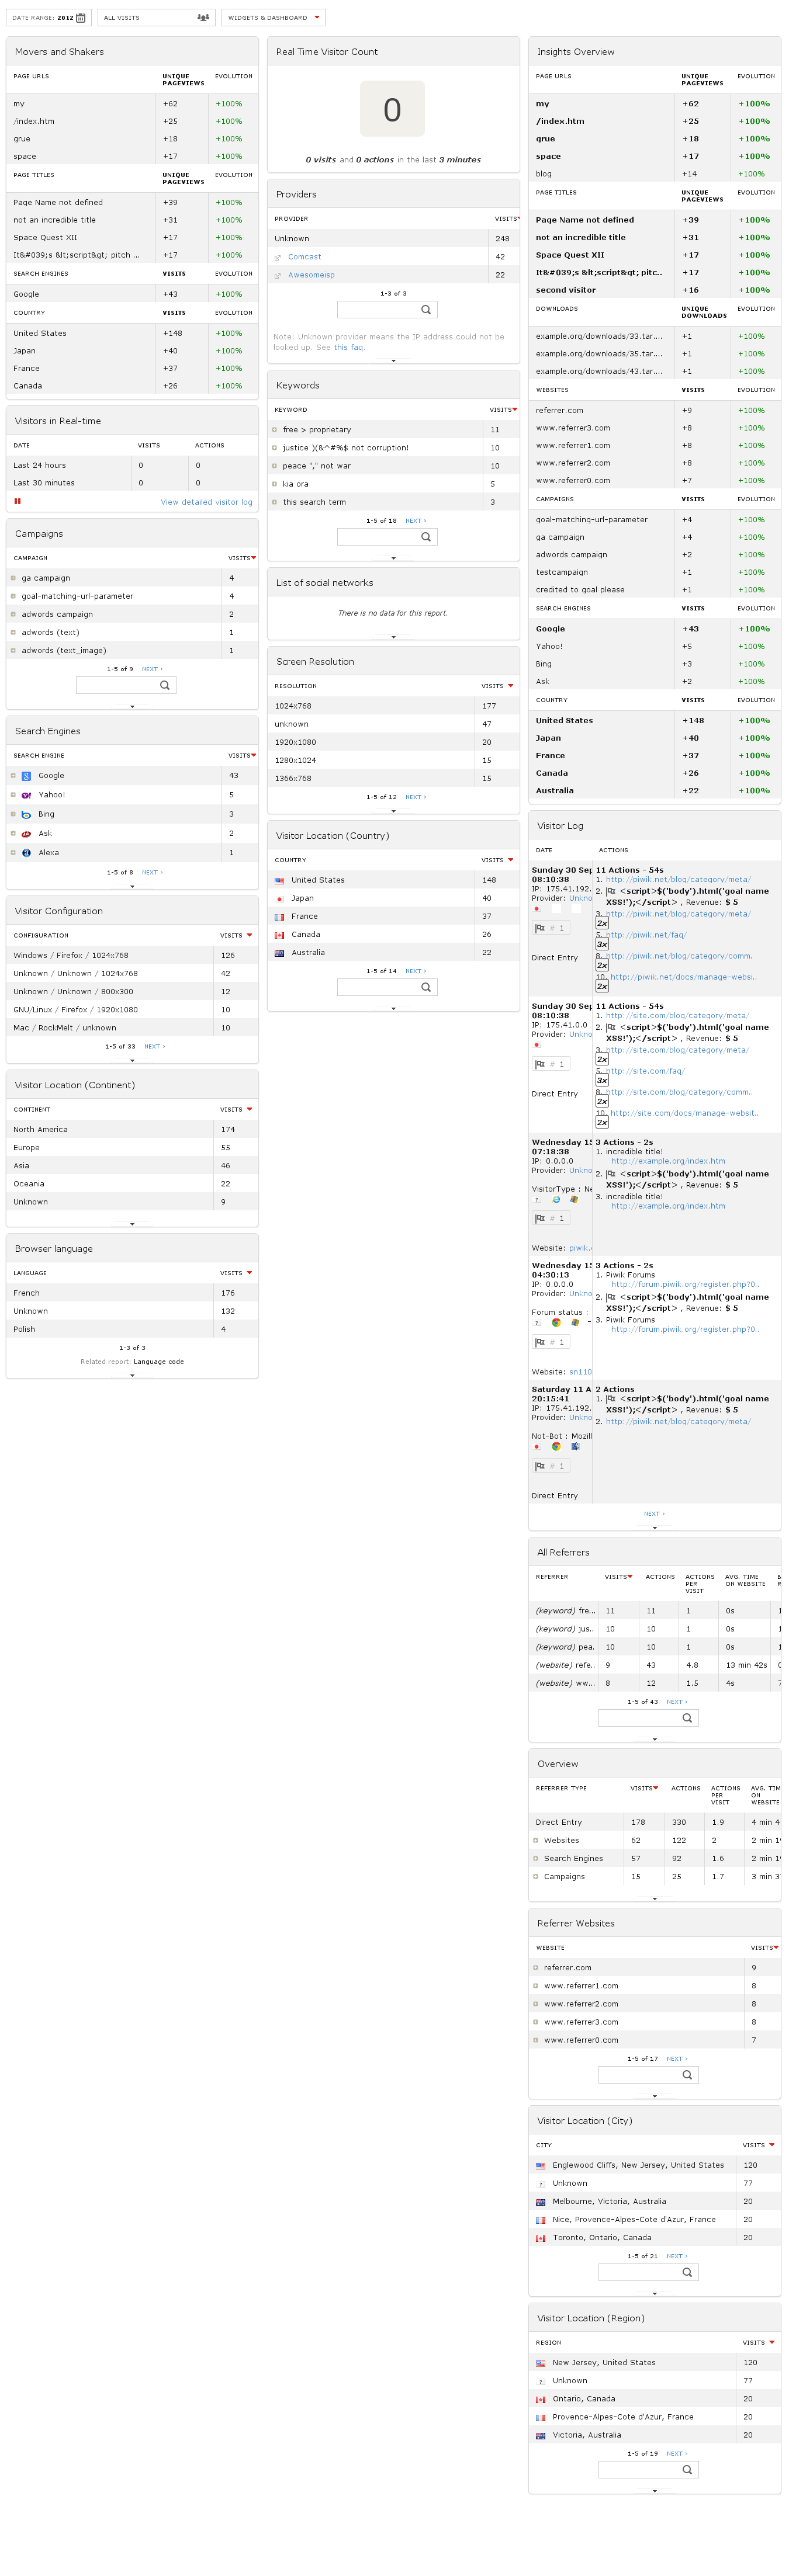 DATE RANGE: 2012
ALL VISITS
WIDGETS & DASHBOARD
Movers and Shakers
PAGE URLS UNIQUE PAGEVIEWS EVOLUTION
my +62 +100%
/index.htm +25 +100%
grue +18 +100%
space +17 +100%
PAGE TITLES UNIQUE PAGEVIEWS EVOLUTION
Page Name not defined +39 +100%
not an incredible title +31 +100%
Space Quest XII +17 +100%
It&#039;s &lt;script&gt; pitch ... +17 +100%
SEARCH ENGINES VISITS EVOLUTION
Google +43 +100%
COUNTRY VISITS EVOLUTION
United States +148 +100%
Japan +40 +100%
France +37 +100%
Canada +26 +100%
Visitors in Real-time
DATE VISITS ACTIONS
Last 24 hours 0 0
Last 30 minutes 0 0
View detailed visitor log
Campaigns
CAMPAIGN VISITS
ga campaign 4
goal-matching-url-parameter 4
adwords campaign 2
adwords (text) 1
adwords (text_image) 1
1-5 of 9 NEXT ›
Search Engines
SEARCH ENGINE VISITS
Google 43
Yahoo! 5
Bing 3
Ask 2
Alexa 1
1-5 of 8 NEXT ›
Visitor Configuration
CONFIGURATION VISITS
Windows / Firefox / 1024x768 126
Unknown / Unknown / 1024x768 42
Unknown / Unknown / 800x300 12
GNU/Linux / Firefox / 1920x1080 10
Mac / RockMelt / unknown 10
1-5 of 33 NEXT ›
Visitor Location (Continent)
CONTINENT VISITS
North America 174
Europe 55
Asia 46
Oceania 22
Unknown 9
Browser language
LANGUAGE VISITS
French 176
Unknown 132
Polish 4
1-3 of 3
Related report: Language code
Real Time Visitor Count
0
0 visits and 0 actions in the last 3 minutes
Providers
PROVIDER VISITS
Unknown 248
Comcast 42
Awesomeisp 22
1-3 of 3
Note: Unknown provider means the IP address could not be
looked up. See this faq.
Keywords
KEYWORD VISITS
free > proprietary 11
justice )(&^#%$ not corruption! 10
peace "," not war 10
kia ora 5
this search term 3
1-5 of 18 NEXT ›
List of social networks
There is no data for this report.
Screen Resolution
RESOLUTION VISITS
1024x768 177
unknown 47
1920x1080 20
1280x1024 15
1366x768 15
1-5 of 12 NEXT ›
Visitor Location (Country)
COUNTRY VISITS
United States 148
Japan 40
France 37
Canada 26
Australia 22
1-5 of 14 NEXT ›
Insights Overview
PAGE URLS UNIQUE PAGEVIEWS EVOLUTION
my +62 +100%
/index.htm +25 +100%
grue +18 +100%
space +17 +100%
blog +14 +100%
PAGE TITLES UNIQUE PAGEVIEWS EVOLUTION
Page Name not defined +39 +100%
not an incredible title +31 +100%
Space Quest XII +17 +100%
It&#039;s &lt;script&gt; pitc.. +17 +100%
second visitor +16 +100%
DOWNLOADS UNIQUE DOWNLOADS EVOLUTION
example.org/downloads/33.tar.... +1 +100%
example.org/downloads/35.tar.... +1 +100%
example.org/downloads/43.tar.... +1 +100%
WEBSITES VISITS EVOLUTION
referrer.com +9 +100%
www.referrer3.com +8 +100%
www.referrer1.com +8 +100%
www.referrer2.com +8 +100%
www.referrer0.com +7 +100%
CAMPAIGNS VISITS EVOLUTION
goal-matching-url-parameter +4 +100%
ga campaign +4 +100%
adwords campaign +2 +100%
testcampaign +1 +100%
credited to goal please +1 +100%
SEARCH ENGINES VISITS EVOLUTION
Google +43 +100%
Yahoo! +5 +100%
Bing +3 +100%
Ask +2 +100%
COUNTRY VISITS EVOLUTION
United States +148 +100%
Japan +40 +100%
France +37 +100%
Canada +26 +100%
Australia +22 +100%
Visitor Log
DATE ACTIONS
Sunday 30 Sep
08:10:38
IP: 175.41.192.
Provider: Unkno
# 1
Direct Entry
11 Actions - 54s
1. http://piwik.net/blog/category/meta/
2. <script>$('body').html('goal name
XSS!');</script> , Revenue: $ 5
3. http://piwik.net/blog/category/meta/
2x
5. http://piwik.net/faq/
3x
8. http://piwik.net/blog/category/comm.
2x
10. http://piwik.net/docs/manage-websi..
2x
Sunday 30 Sep
08:10:38
IP: 175.41.0.0
Provider: Unkno
# 1
Direct Entry
11 Actions - 54s
1. http://site.com/blog/category/meta/
2. <script>$('body').html('goal name
XSS!');</script> , Revenue: $ 5
3. http://site.com/blog/category/meta/
2x
5. http://site.com/faq/
3x
8. http://site.com/blog/category/comm..
2x
10. http://site.com/docs/manage-websit..
2x
Wednesday 15
07:18:38
IP: 0.0.0.0
Provider: Unkno
VisitorType : Ne
# 1
Website: piwik.
3 Actions - 2s
1. incredible title!
http://example.org/index.htm
2. <script>$('body').html('goal name
XSS!');</script> , Revenue: $ 5
3. incredible title!
http://example.org/index.htm
Wednesday 15
04:30:13
IP: 0.0.0.0
Provider: Unkno
Forum status :
# 1
Website: sn110
3 Actions - 2s
1. Piwik Forums
http://forum.piwik.org/register.php?0..
2. <script>$('body').html('goal name
XSS!');</script> , Revenue: $ 5
3. Piwik Forums
http://forum.piwik.org/register.php?0..
Saturday 11 A
20:15:41
IP: 175.41.192.
Provider: Unkno
Not-Bot : Mozill
# 1
Direct Entry
2 Actions
1. <script>$('body').html('goal name
XSS!');</script> , Revenue: $ 5
2. http://piwik.net/blog/category/meta/
NEXT ›
All Referrers
REFERRER VISITS ACTIONS ACTIONS PER VISIT AVG. TIME ON WEBSITE
(keyword) fre... 11 11 1 0s
(keyword) jus.. 10 10 1 0s
(keyword) pea. 10 10 1 0s
(website) refe.. 9 43 4.8 13 min 42s
(website) ww... 8 12 1.5 4s
1-5 of 43 NEXT ›
Overview
REFERRER TYPE VISITS ACTIONS ACTIONS PER VISIT AVG. TIM ON WEBSITE
Direct Entry 178 330 1.9 4 min 4
Websites 62 122 2 2 min 19
Search Engines 57 92 1.6 2 min 19
Campaigns 15 25 1.7 3 min 37
Referrer Websites
WEBSITE VISITS
referrer.com 9
www.referrer1.com 8
www.referrer2.com 8
www.referrer3.com 8
www.referrer0.com 7
1-5 of 17 NEXT ›
Visitor Location (City)
CITY VISITS
Englewood Cliffs, New Jersey, United States 120
Unknown 77
Melbourne, Victoria, Australia 20
Nice, Provence-Alpes-Cote d'Azur, France 20
Toronto, Ontario, Canada 20
1-5 of 21 NEXT ›
Visitor Location (Region)
REGION VISITS
New Jersey, United States 120
Unknown 77
Ontario, Canada 20
Provence-Alpes-Cote d'Azur, France 20
Victoria, Australia 20
1-5 of 19 NEXT ›